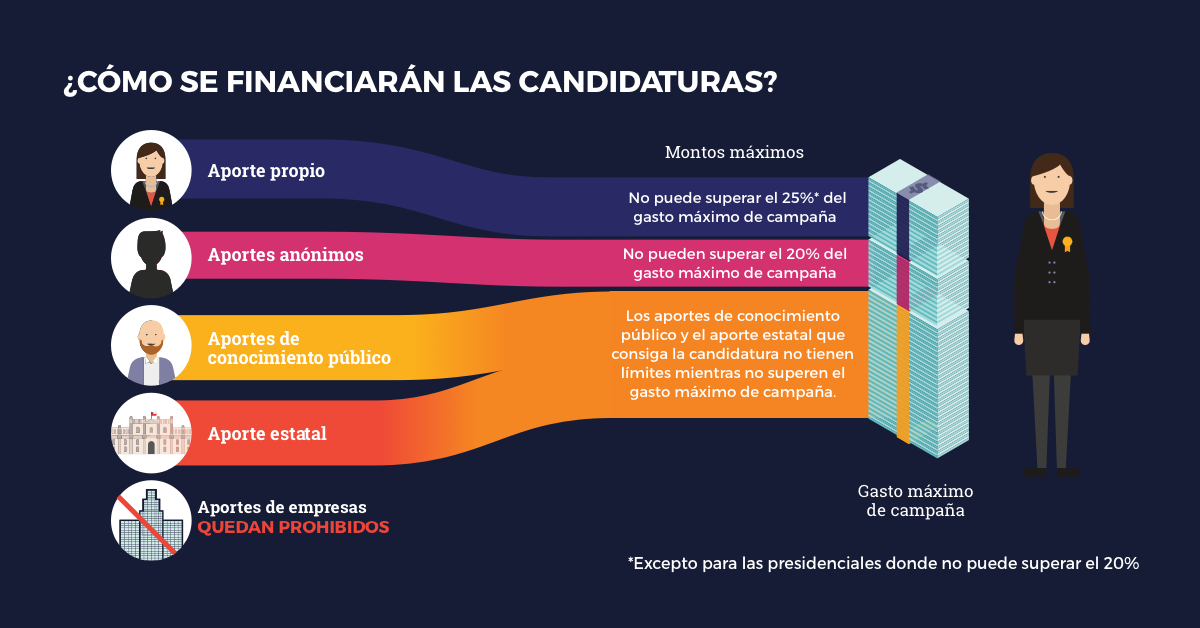 ¿CÓMO SE FINANCIARÁN LAS CANDIDATURAS?
Aporte propio
Aportes anónimos
Aportes de
conocimiento público
Aporte estatal
Aportes de empresas
QUEDAN PROHIBIDOS
Montos máximos
No puede superar el 25%* del
gasto máximo de campaña
No pueden superar el 20% del
gasto máximo de campaña
Los aportes de conocimiento
público y el aporte estatal que
consiga la candidatura no tienen
límites mientras no superen el
gasto máximo de campaña.
Gasto máximo
de campaña
*Excepto para las presidenciales donde no puede superar el 20%